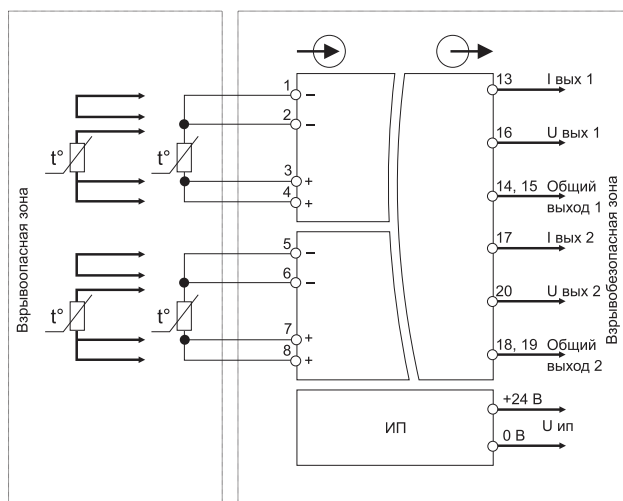 Взрывоопасная зона
t°
t°
1
−
2
−
3
+
4
+
13
I вых 1
16
U вых 1
14, 15 Общий
выход 1
17
I вых 2
t°
t°
5
−
6
−
7
+
8
+
20
U вых 2
18, 19 Общий
выход 2
Взрывобезопасная зона
ИП
+24 В
U ип
0 В